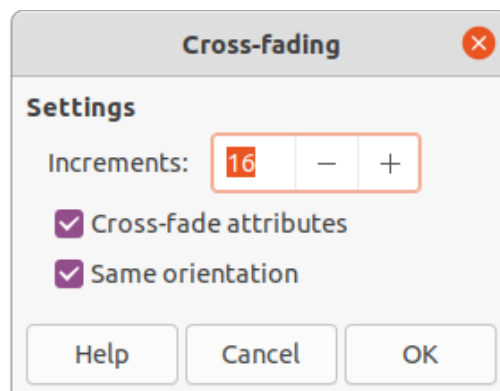 Cross-fading
Settings
Increments: 16
Cross-fade attributes
Same orientation
Help Cancel OK